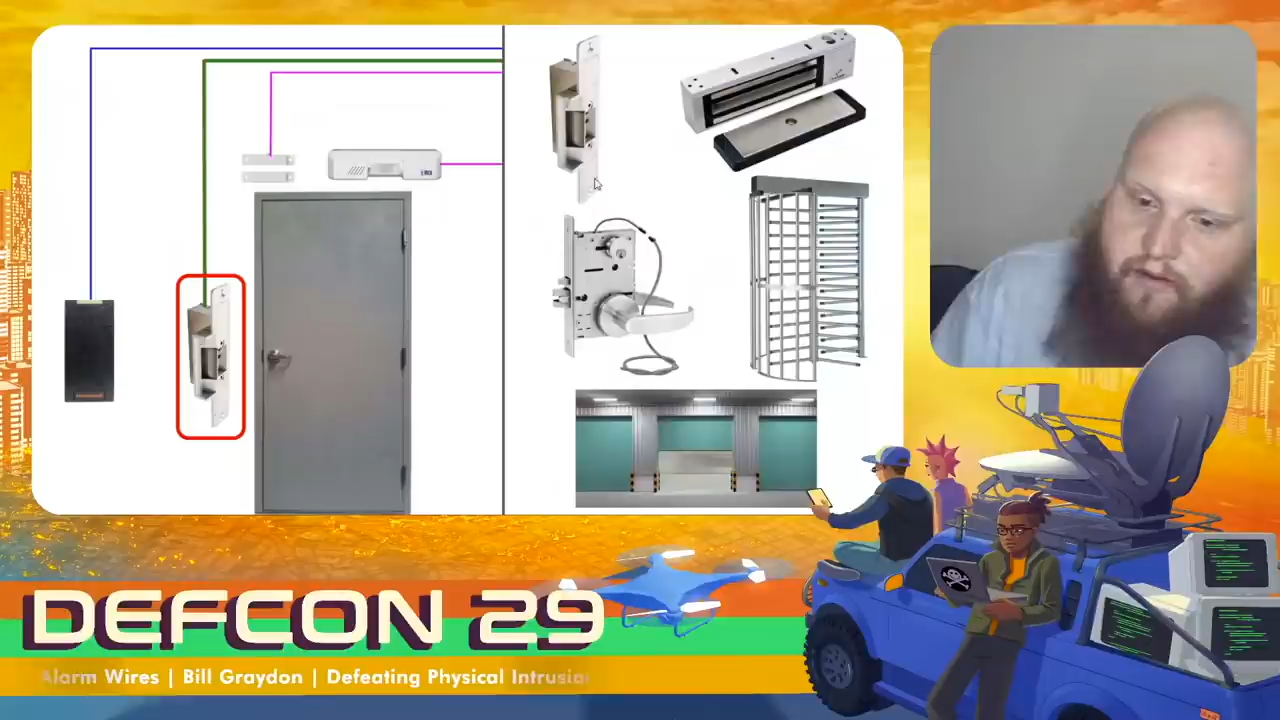 DEFCON 29
Alarm Wires | Bill Graydon | Defeating Physical Intrusion